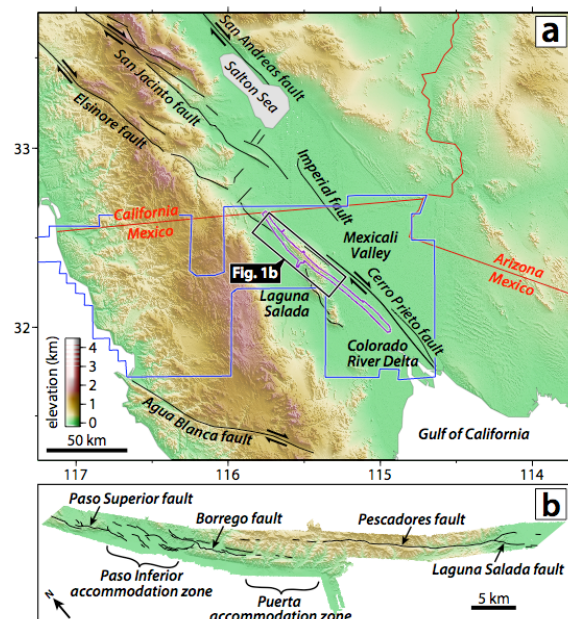 a
San Andreas fault
San Jacinto fault
Elsinore fault
Salton Sea
33
Imperial fault
California
Mexico
Mexicali
Valley
Arizona
Mexico
Fig. 1b
Laguna
Salada
Cerro Prieto fault
32
Colorado
River Delta
elevation (km)
4
3
2
1
0
50 km
Agua Blanca fault
Gulf of California
117
116
115
114
b
Paso Superior fault
Borrego fault
Pescadores fault
Paso Inferior
accommodation zone
Laguna Salada fault
Puerta
accommodation zone
N
5 km